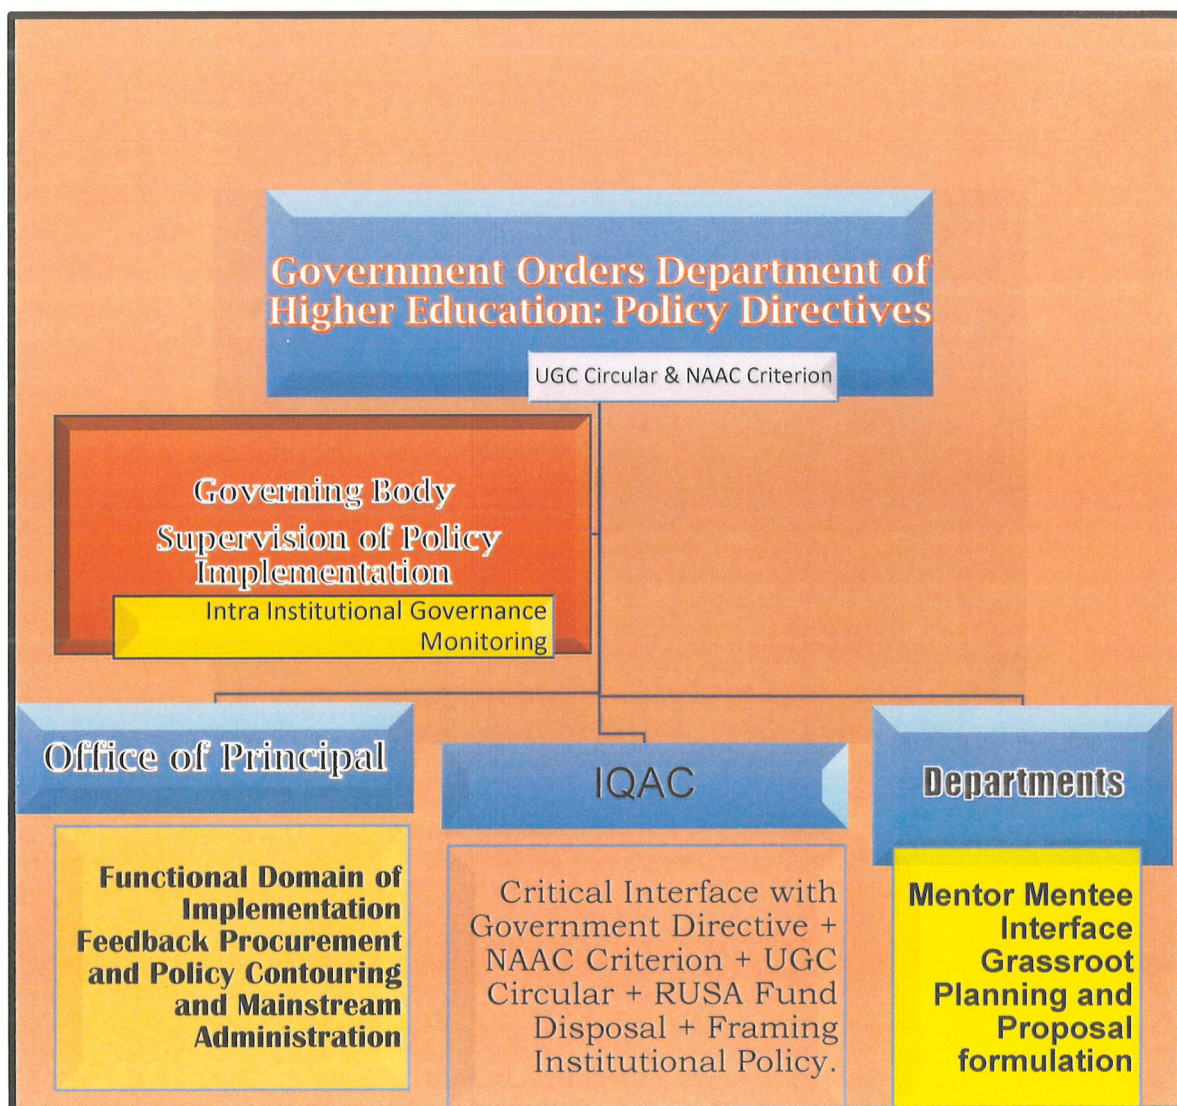 Government Orders Department of
Higher Education: Policy Directives
UGC Circular & NAAC Criterion
Governing Body
Supervision of Policy
Implementation
Intra Institutional Governance
Monitoring
Office of Principal
Functional Domain of
Implementation
Feedback Procurement
and Policy Contouring
and Mainstream
Administration
IQAC
Critical Interface with
Government Directive +
NAAC Criterion + UGC
Circular + RUSA Fund
Disposal + Framing
Institutional Policy.
Departments
Mentor Mentee
Interface
Grassroot
Planning and
Proposal
formulation